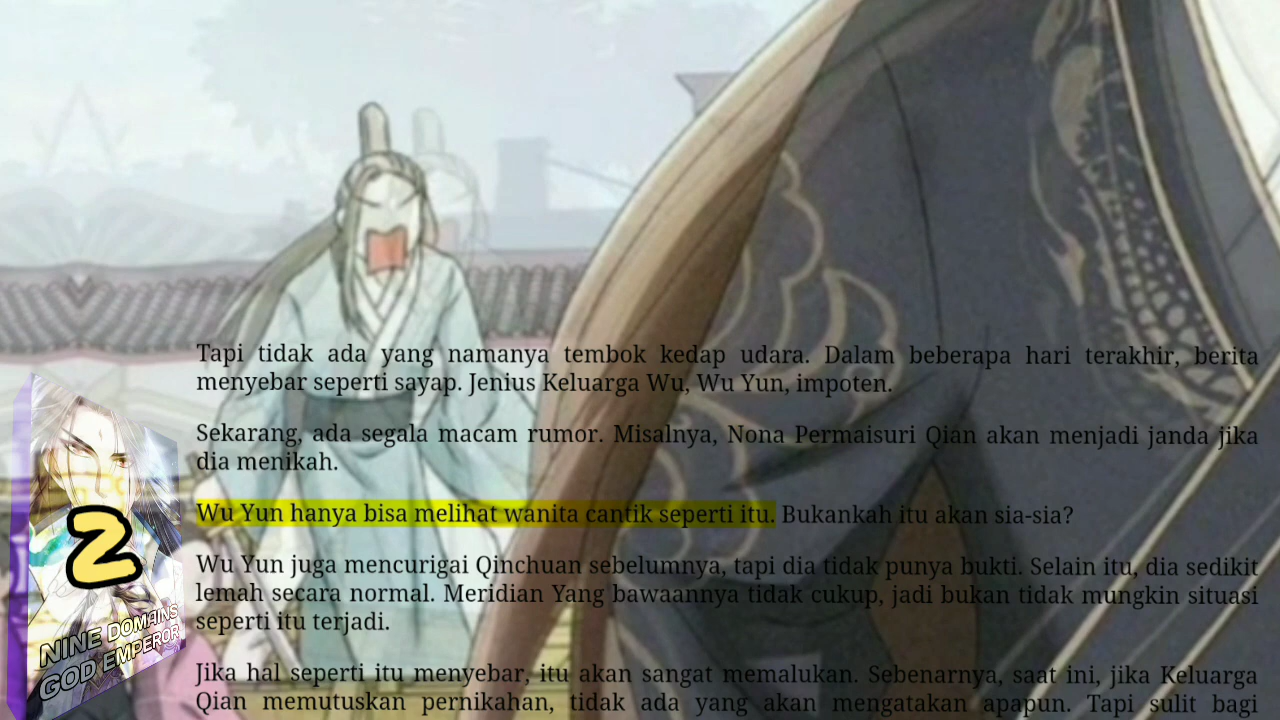 Tapi tidak ada yang namanya tembok kedap udara. Dalam beberapa hari terakhir, berita
menyebar seperti sayap. Jenius Keluarga Wu, Wu Yun, impoten.
Sekarang, ada segala macam rumor. Misalnya, Nona Permaisuri Qian akan menjadi janda jika
dia menikah.
Wu Yun hanya bisa melihat wanita cantik seperti itu. Bukankah itu akan sia-sia?
Wu Yun juga mencurigai Qinchuan sebelumnya, tapi dia tidak punya bukti. Selain itu, dia sedikit
lemah secara normal. Meridian Yang bawaannya tidak cukup, jadi bukan tidak mungkin situasi
seperti itu terjadi.
Jika hal seperti itu menyebar, itu akan sangat memalukan. Sebenarnya, saat ini, jika Keluarga
Qian memutuskan pernikahan, tidak ada yang akan mengatakan apapun. Tapi sulit bagi
2
NINE DOMAINS
GOD EMPEROR